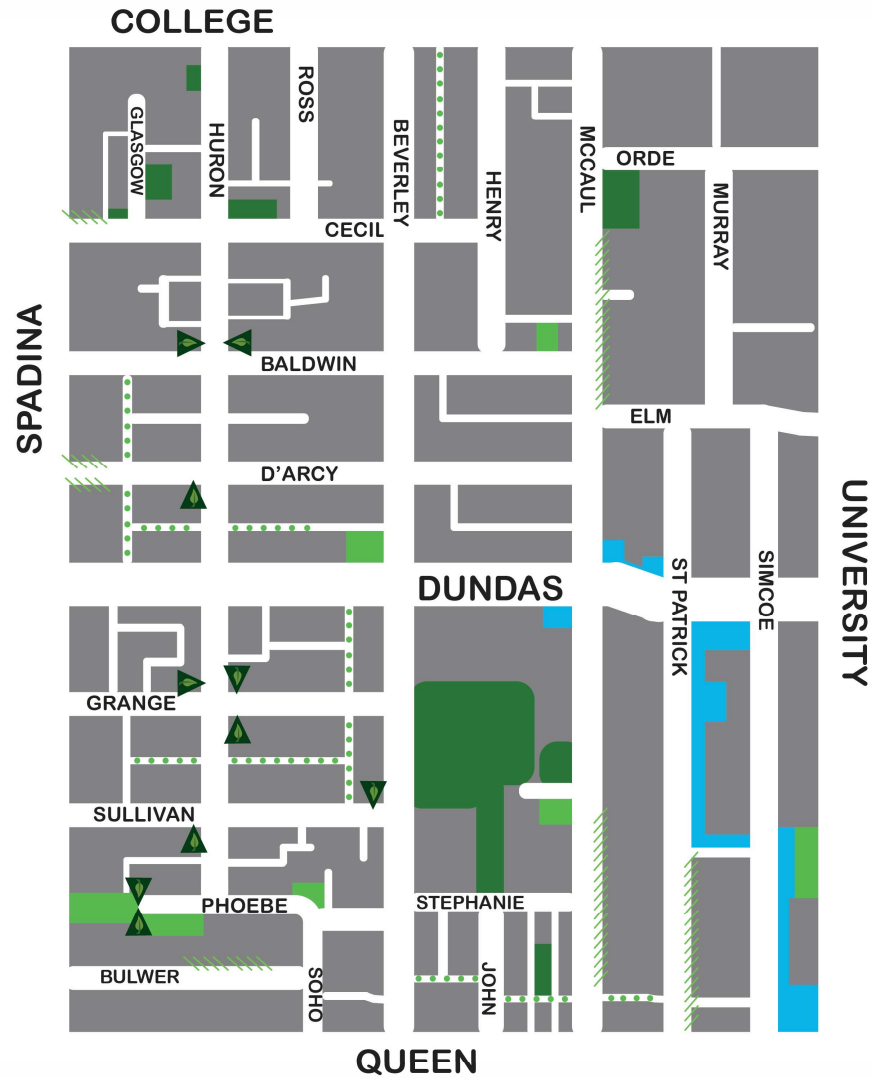 COLLEGE
GLASGOW
HURON
ROSS
BEVERLEY
HENRY
MCCAUL
ORDE
MURRAY
CECIL
SPADINA
BALDWIN
ELM
D'ARCY
UNIVERSITY
DUNDAS
ST PATRICK
SIMCOE
GRANGE
SULLIVAN
PHOEBE
STEPHANIE
BULWER
SOHO
JOHN
QUEEN